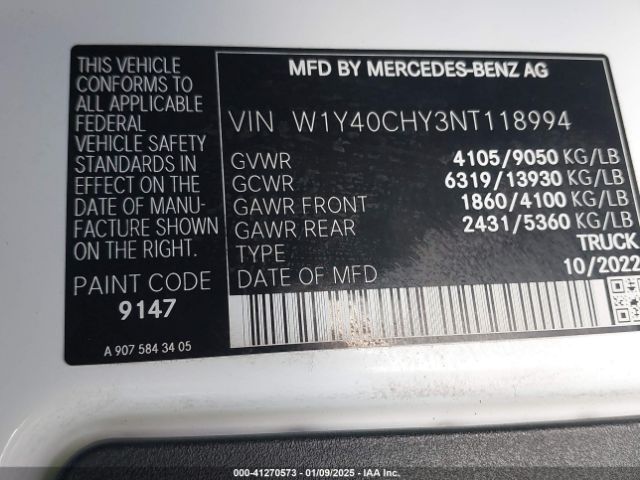 THIS VEHICLE
CONFORMS TO
ALL APPLICABLE
FEDERAL
VEHICLE SAFETY
STANDARDS IN
EFFECT ON THE
DATE OF MANU-
FACTURE SHOWN
ON THE RIGHT.
PAINT CODE
9147
A 907 584 34 05
MFD BY MERCEDES-BENZ AG
VIN W1Y40CHY3NT118994
GVWR 4105/9050 KG/LB
GCWR 6319/13930 KG/LB
GAWR FRONT 1860/4100 KG/LB
GAWR REAR 2431/5360 KG/LB
TYPE TRUCK
DATE OF MFD 10/2022
000-41270573 - 01/09/2025 - IAA Inc.